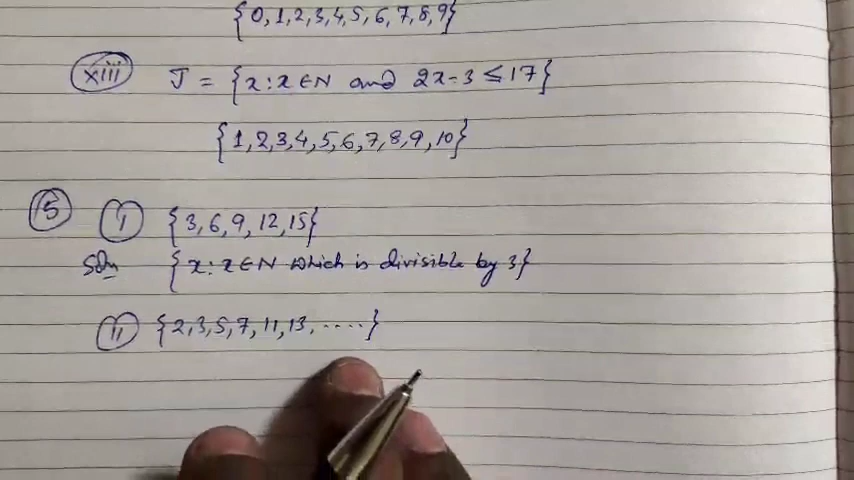 {0,1,2,3,4,5,6,7,8,9}
xiii J = {x:x∈N and 2x-3 ≤17}
{1,2,3,4,5,6,7,8,9,10}
5 i {3,6,9,12,15}
Soln {x:x∈N which is divisible by 3}
ii {2,3,5,7,11,13,.....}